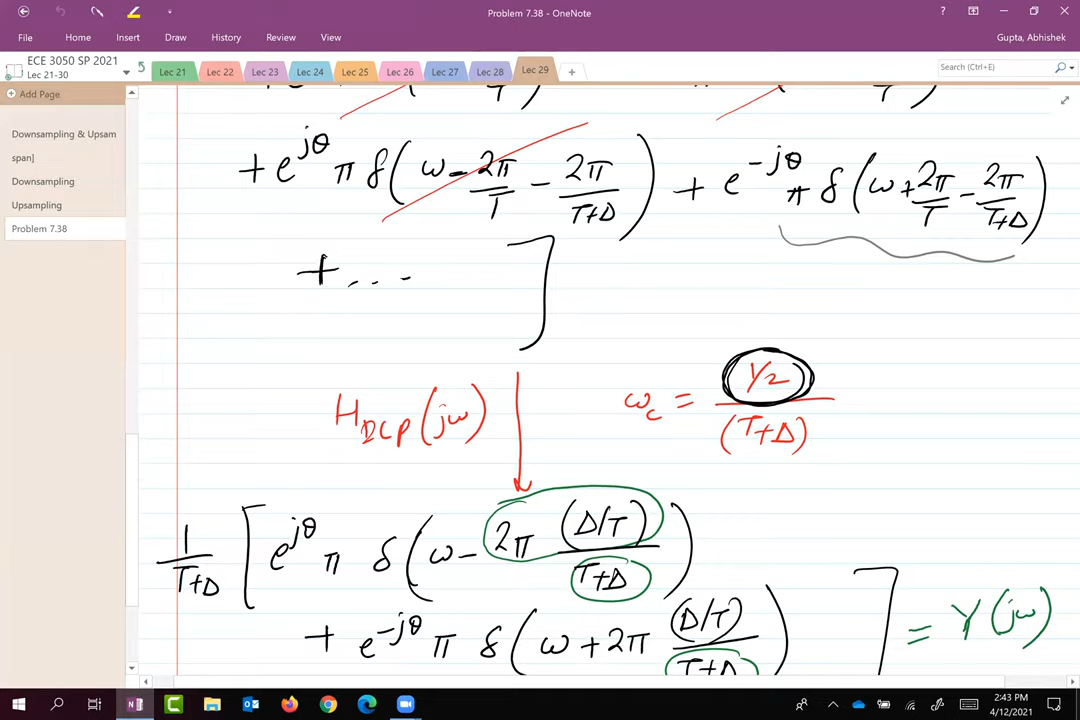 Problem 7.38 - OneNote
Gupta, Abhishek
File Home Insert Draw History Review View
ECE 3050 SP 2021
Lec 21-30
Lec 21 Lec 22 Lec 23 Lec 24 Lec 25 Lec 26 Lec 27 Lec 28 Lec 29 +
Search (Ctrl+E)
Add Page
Downsampling & Upsam
span]
Downsampling
Upsampling
Problem 7.38
+ e^{jθ} π δ(ω - 2π/T - 2π/(T+Δ)) + e^{-jθ} π δ(ω + 2π/T - 2π/(T+Δ))
+ ... ]
H_{DCP}(jω) ω_c = (1/2)/(T+Δ)
1/(T+Δ) [ e^{jθ} π δ(ω - 2π (Δ/T)/(T+Δ))
+ e^{-jθ} π δ(ω + 2π (Δ/T)/(T+Δ)) ] = Y(jω)
2:43 PM
4/12/2021